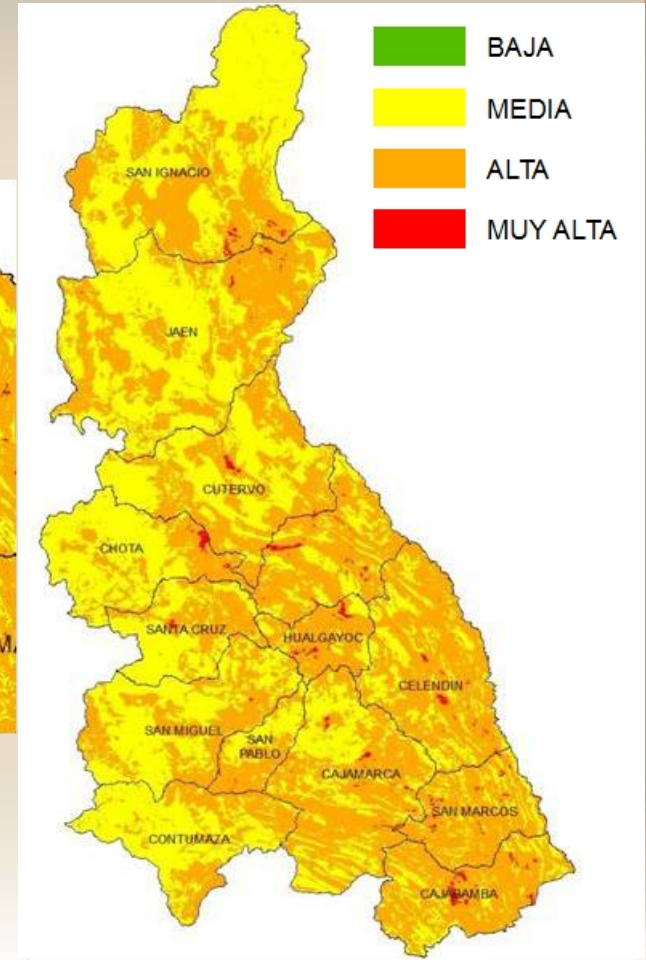 BAJA
MEDIA
ALTA
MUY ALTA
SAN IGNACIO
JAEN
CUTERVO
CHOTA
SANTA CRUZ
HUALGAYOC
CELENDIN
SAN MIGUEL
SAN
PABLO
CAJAMARCA
SAN MARCOS
CONTUMAZA
CAJABAMBA